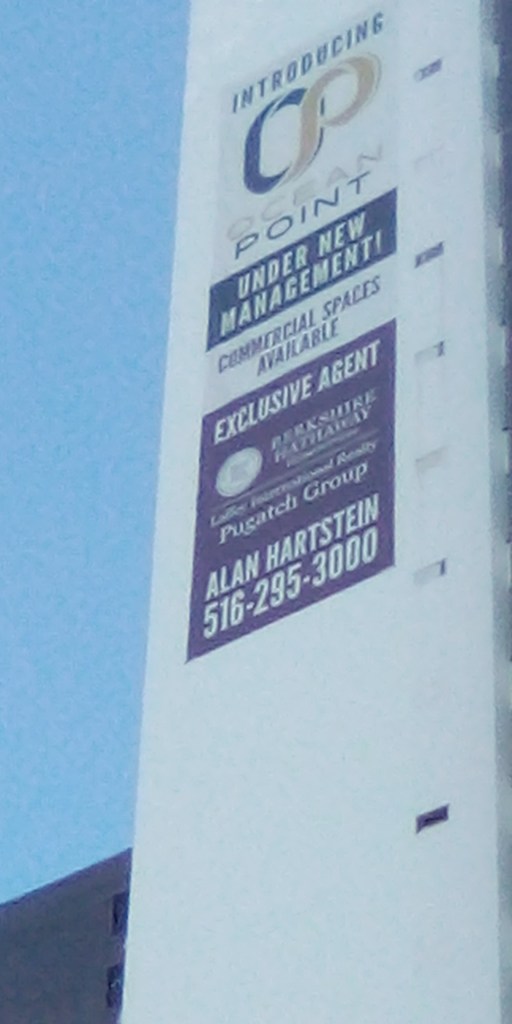 INTRODUCING
OP
OCEAN
POINT
UNDER NEW
MANAGEMENT!
COMMERCIAL SPACES
AVAILABLE
EXCLUSIVE AGENT
BERKSHIRE
HATHAWAY
Laffey International Realty
Pugatch Group
ALAN HARTSTEIN
516-295-3000